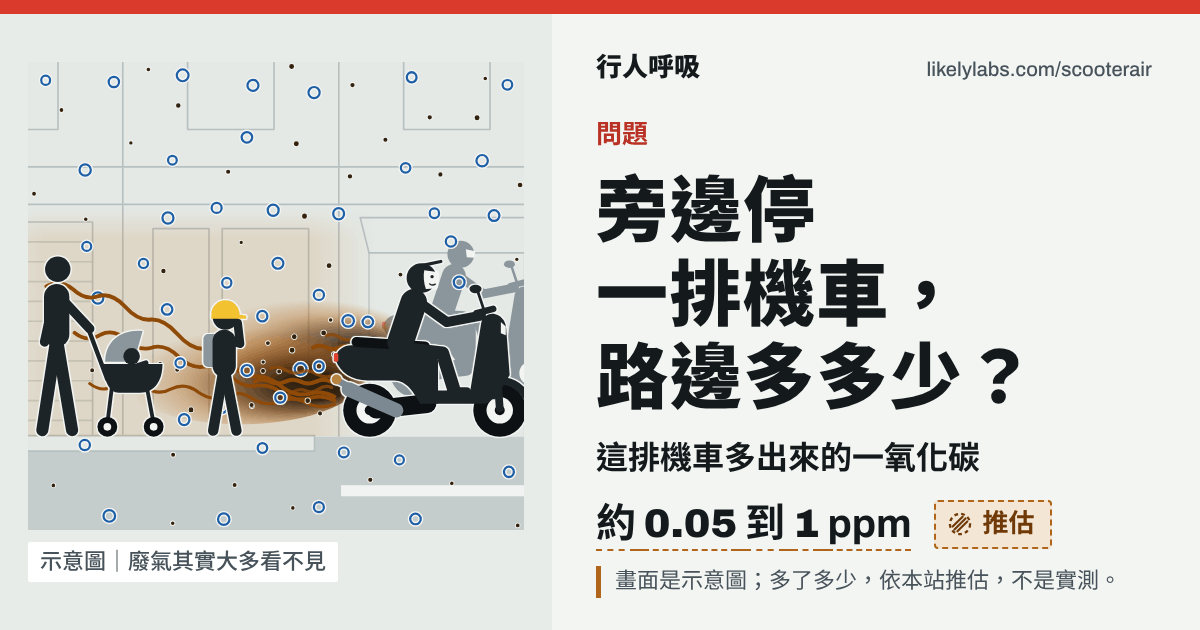 行人呼吸
likelylabs.com/scooterair
問題
旁邊停
一排機車，
路邊多多少？
這排機車多出來的一氧化碳
約 0.05 到 1 ppm
推估
畫面是示意圖；多了多少，依本站推估，不是實測。
示意圖｜廢氣其實大多看不見